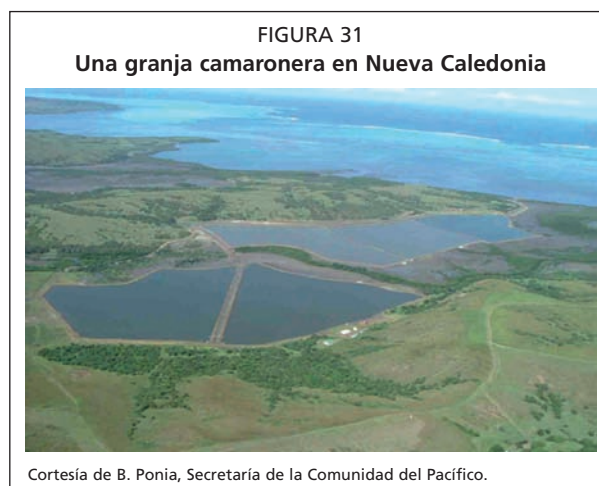 FIGURA 31
Una granja camaronera en Nueva Caledonia
Cortesía de B. Ponia, Secretaría de la Comunidad del Pacífico.